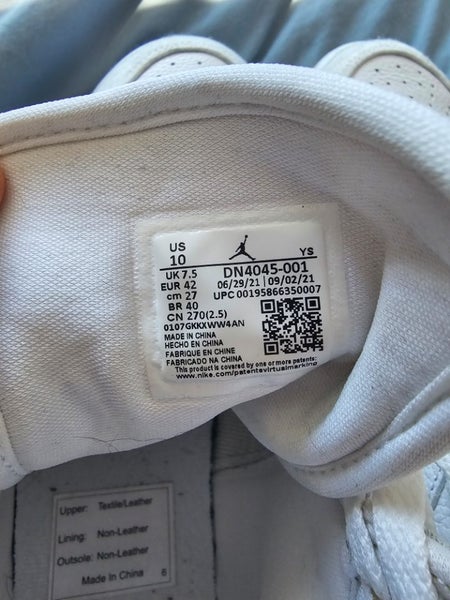 US
10
YS
UK 7.5
EUR 42
cm 27
BR 40
CN 270(2.5)
DN4045-001
06/29/21 | 09/02/21
UPC 00195866350007
0107GKKXWW4AN
MADE IN CHINA
HECHO EN CHINA
FABRIQUE EN CHINE
FABRICADO NA CHINA
This product is covered by one or more patents:
www.nike.com/patentvirtualmarking
Upper: Textile/Leather
Lining: Non-Leather
Outsole: Non-Leather
Made In China 6